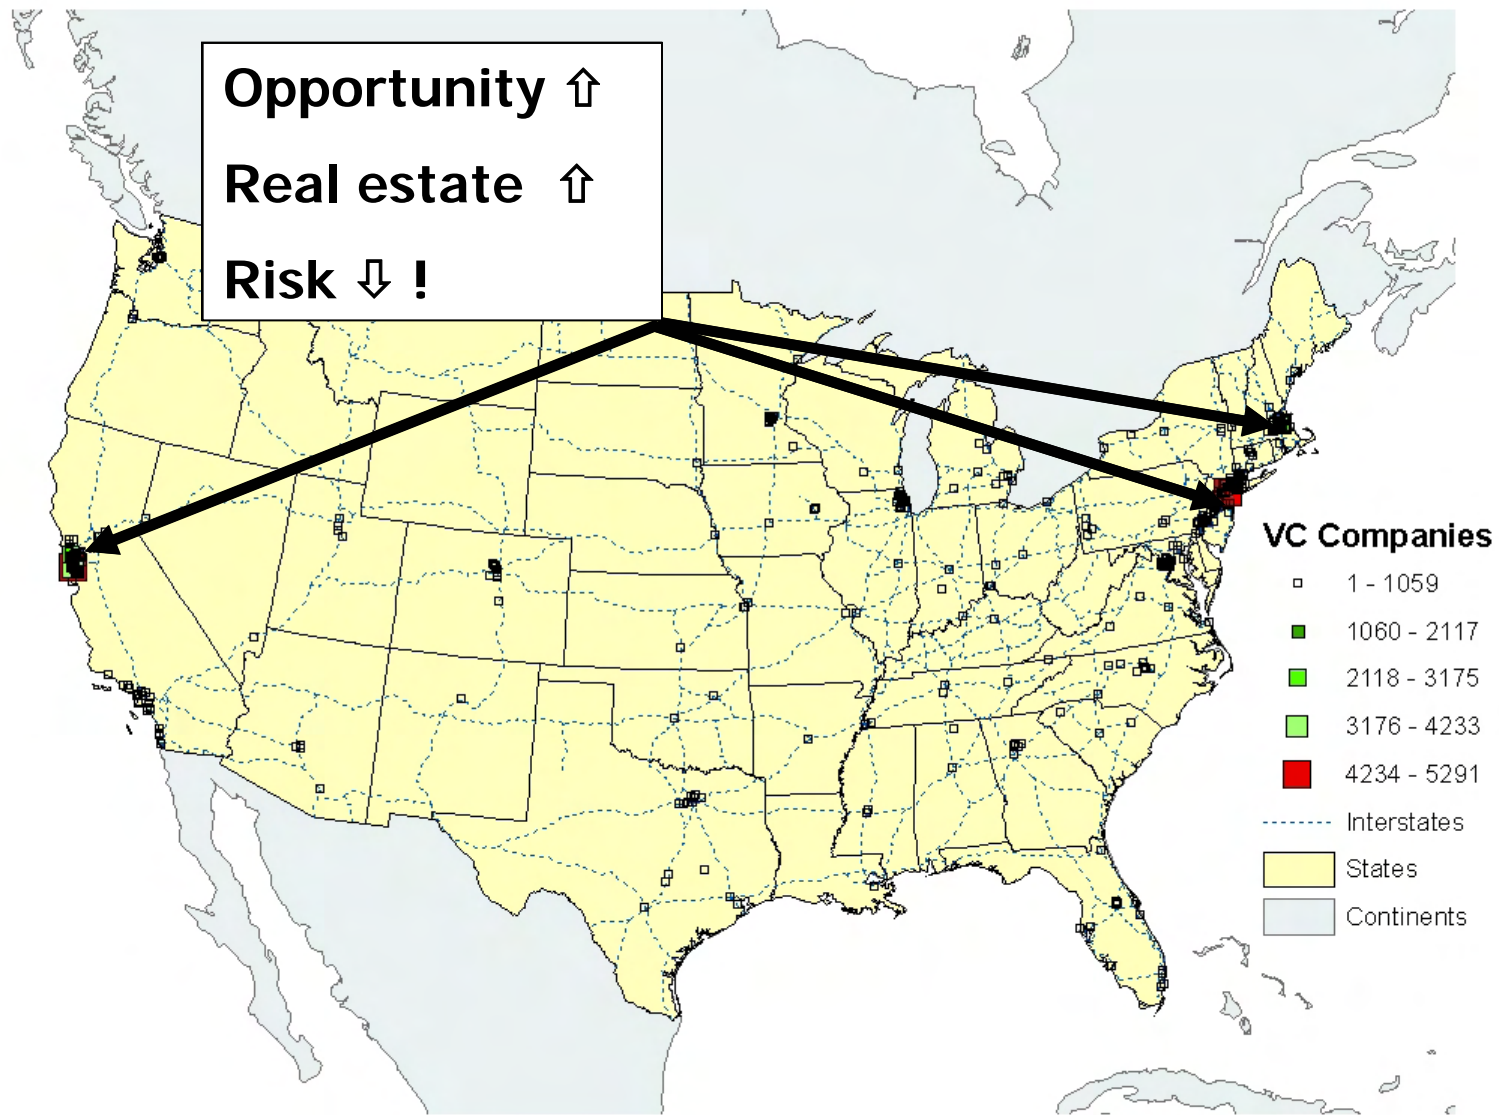 Opportunity ⇧
Real estate ⇧
Risk ⇩ !
VC Companies
1 - 1059
1060 - 2117
2118 - 3175
3176 - 4233
4234 - 5291
Interstates
States
Continents